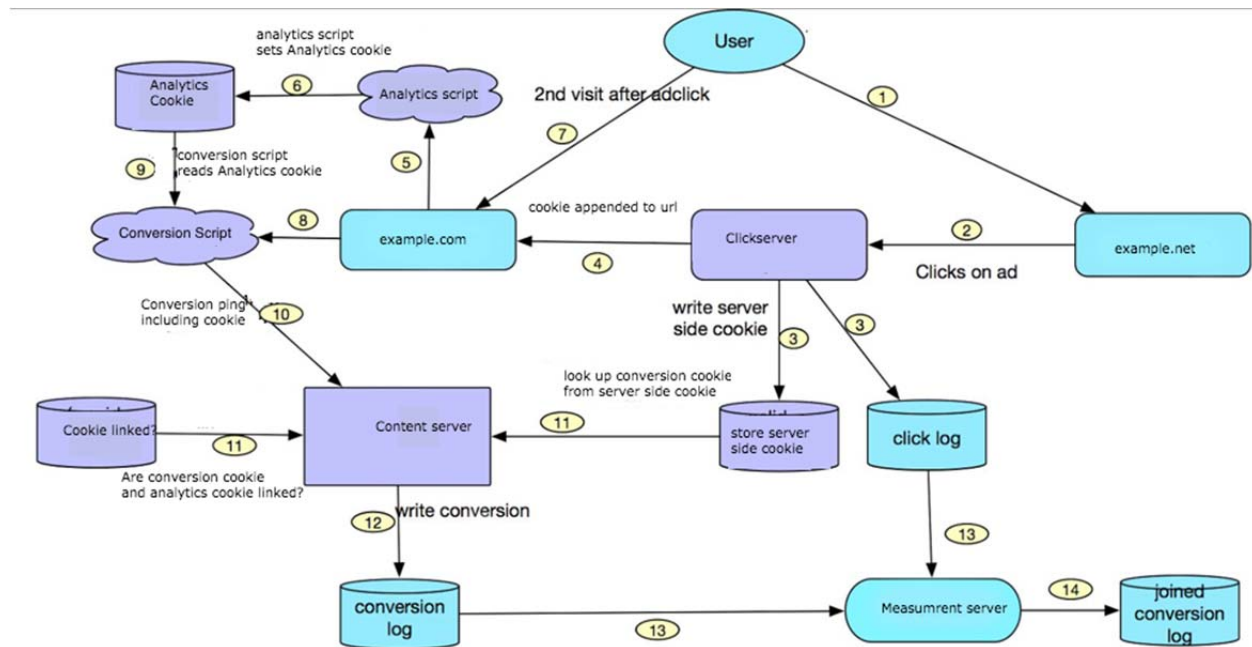 User
analytics script
sets Analytics cookie
Analytics
Cookie
6
Analytics script
2nd visit after adclick
1
7
5
9
conversion script
reads Analytics cookie
cookie appended to url
Conversion Script
8
example.com
4
Clickserver
2
example.net
Clicks on ad
Conversion ping
including cookie
10
write server
side cookie
3
3
look up conversion cookie
from server side cookie
Cookie linked?
11
Content server
11
store server
side cookie
click log
Are conversion cookie
and analytics cookie linked?
12
write conversion
13
conversion
log
13
Measumrent server
14
joined
conversion
log